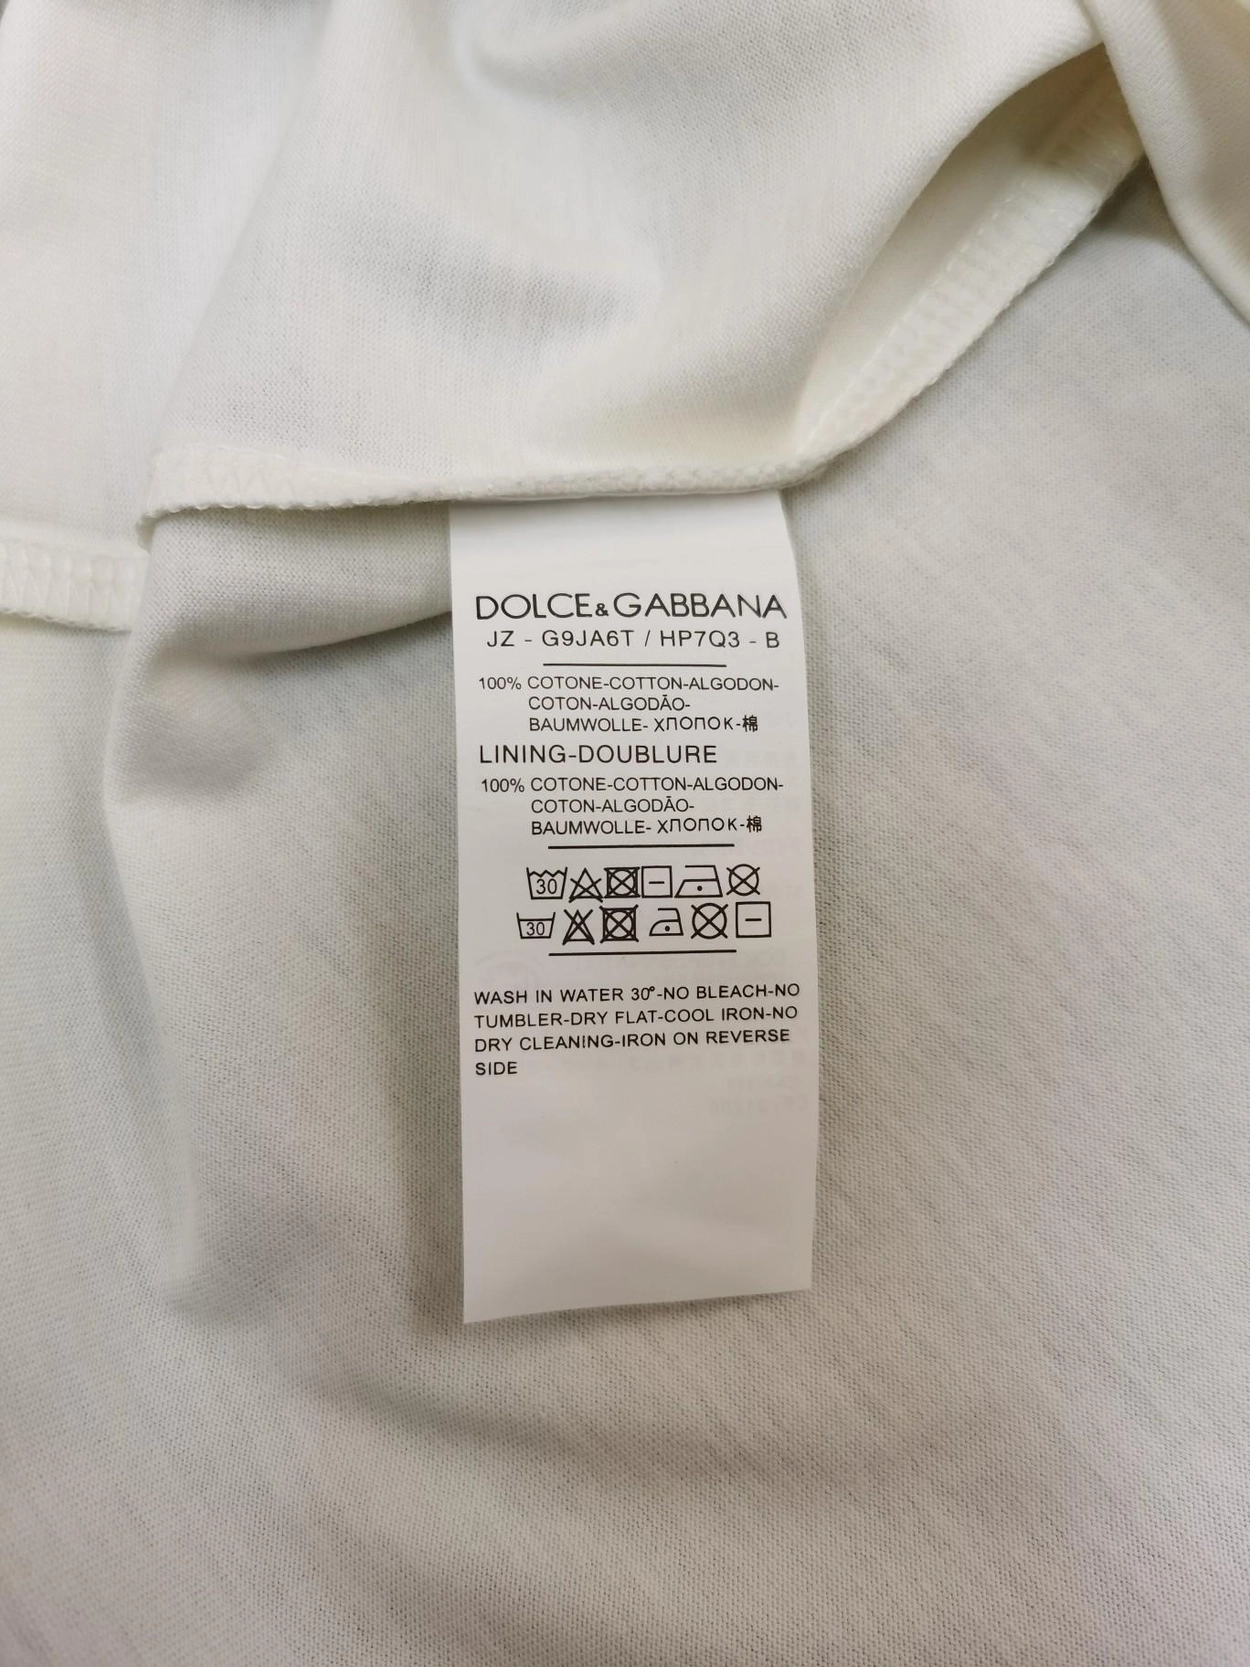 DOLCE&GABBANA
JZ - G9JA6T / HP7Q3 - B
100% COTONE-COTTON-ALGODON-
COTON-ALGODÃO-
BAUMWOLLE- ХПОПОК-棉
LINING-DOUBLURE
100% COTONE-COTTON-ALGODON-
COTON-ALGODÃO-
BAUMWOLLE- ХПОПОК-棉
30
30
WASH IN WATER 30°-NO BLEACH-NO
TUMBLER-DRY FLAT-COOL IRON-NO
DRY CLEANING-IRON ON REVERSE
SIDE